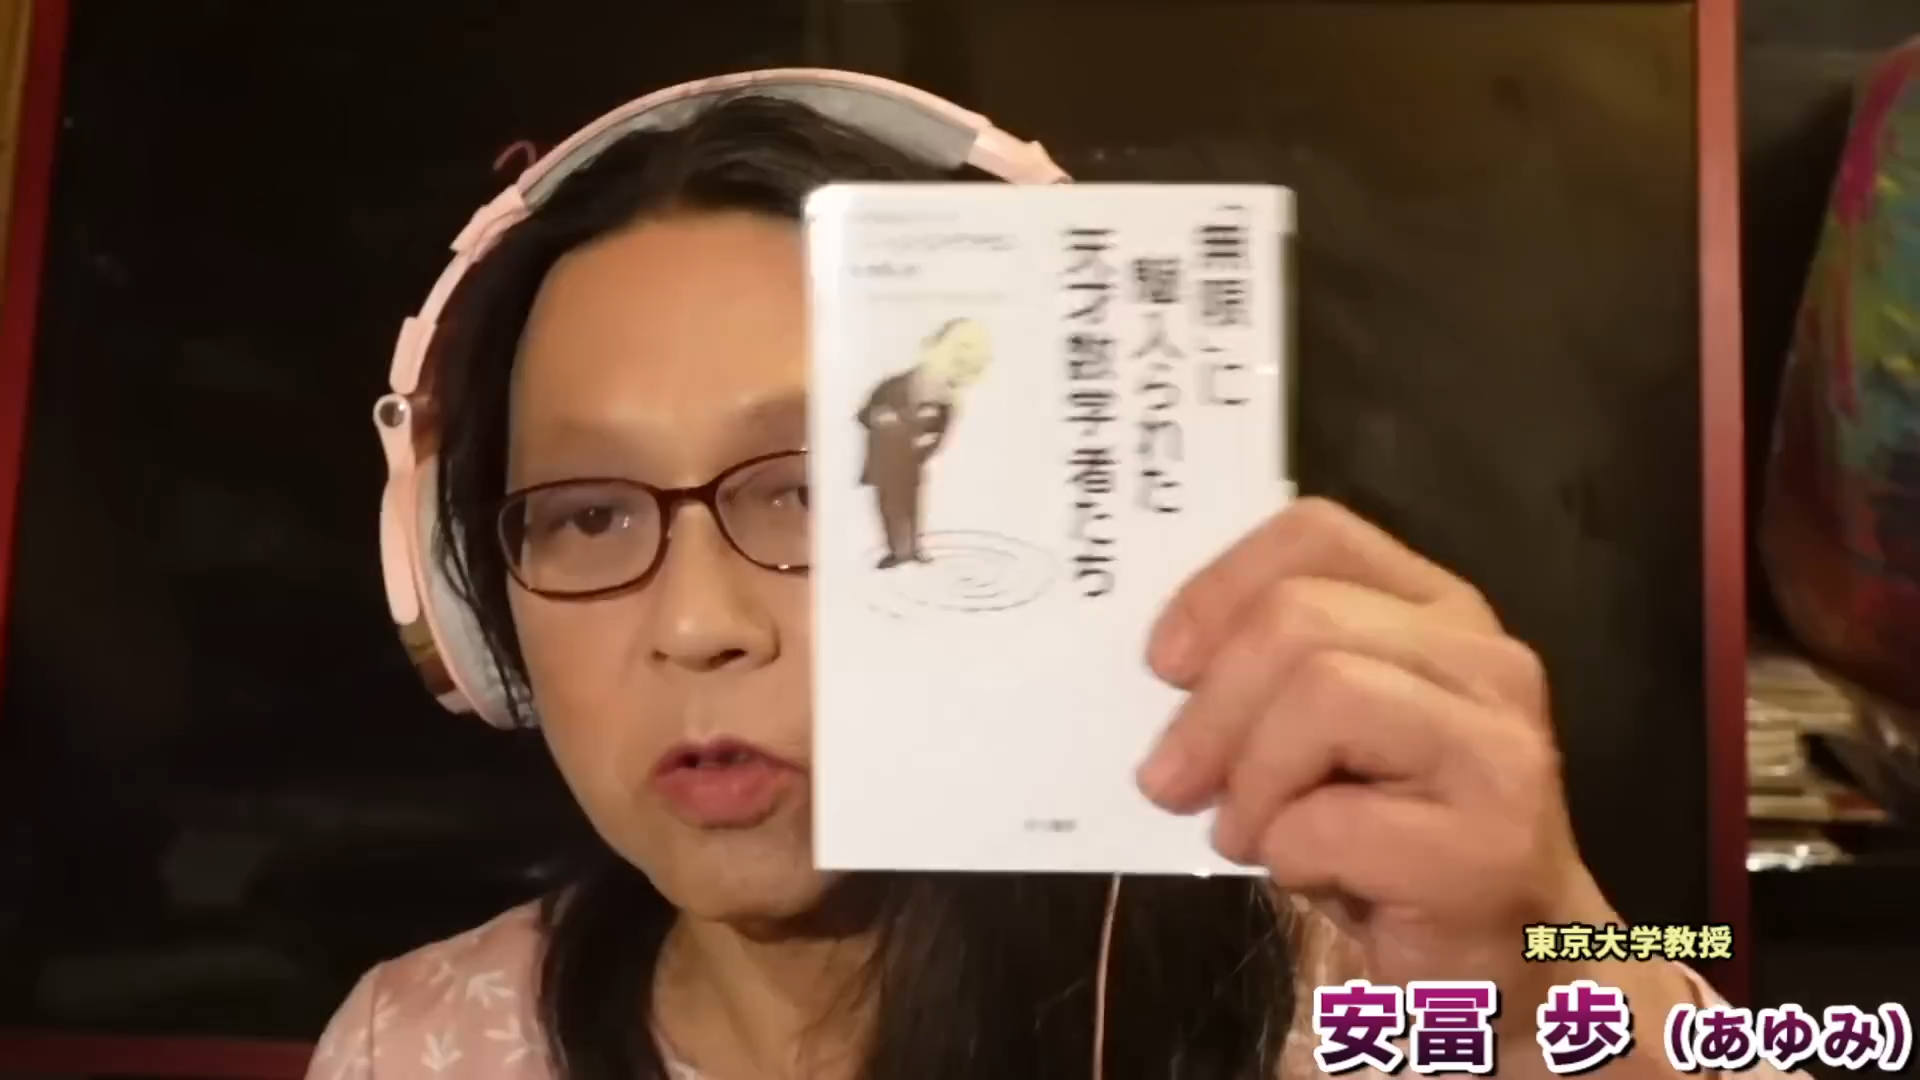 「無限」に
魅入られた
天才数学者たち
東京大学教授
安冨 歩 (あゆみ)